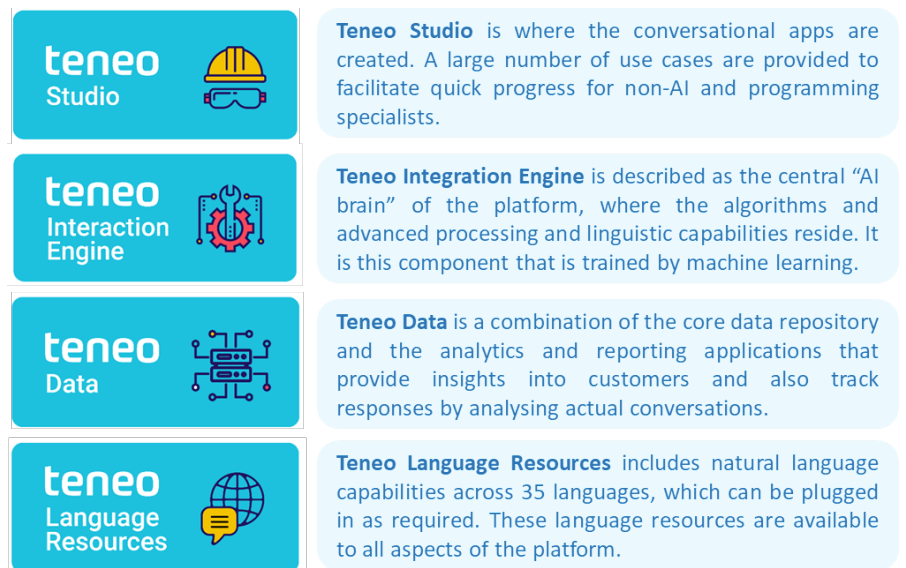 teneo
Studio
Teneo Studio is where the conversational apps are
created. A large number of use cases are provided to
facilitate quick progress for non-AI and programming
specialists.
teneo
Interaction
Engine
Teneo Integration Engine is described as the central “AI
brain” of the platform, where the algorithms and
advanced processing and linguistic capabilities reside. It
is this component that is trained by machine learning.
teneo
Data
Teneo Data is a combination of the core data repository
and the analytics and reporting applications that
provide insights into customers and also track
responses by analysing actual conversations.
teneo
Language
Resources
Teneo Language Resources includes natural language
capabilities across 35 languages, which can be plugged
in as required. These language resources are available
to all aspects of the platform.